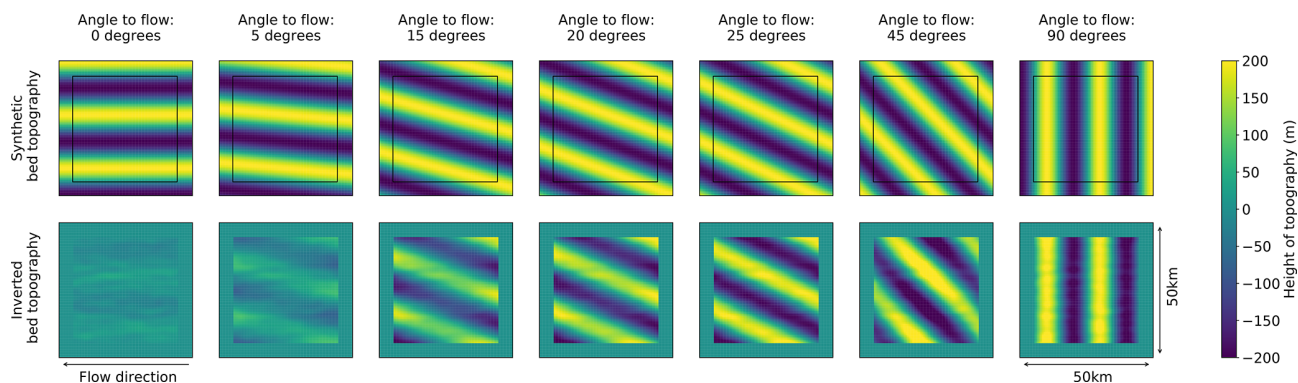 Angle to flow:
0 degrees
Angle to flow:
5 degrees
Angle to flow:
15 degrees
Angle to flow:
20 degrees
Angle to flow:
25 degrees
Angle to flow:
45 degrees
Angle to flow:
90 degrees
Synthetic
bed topography
Inverted
bed topography
Flow direction
50km
50km
200
150
100
50
0
−50
−100
−150
−200
Height of topography (m)